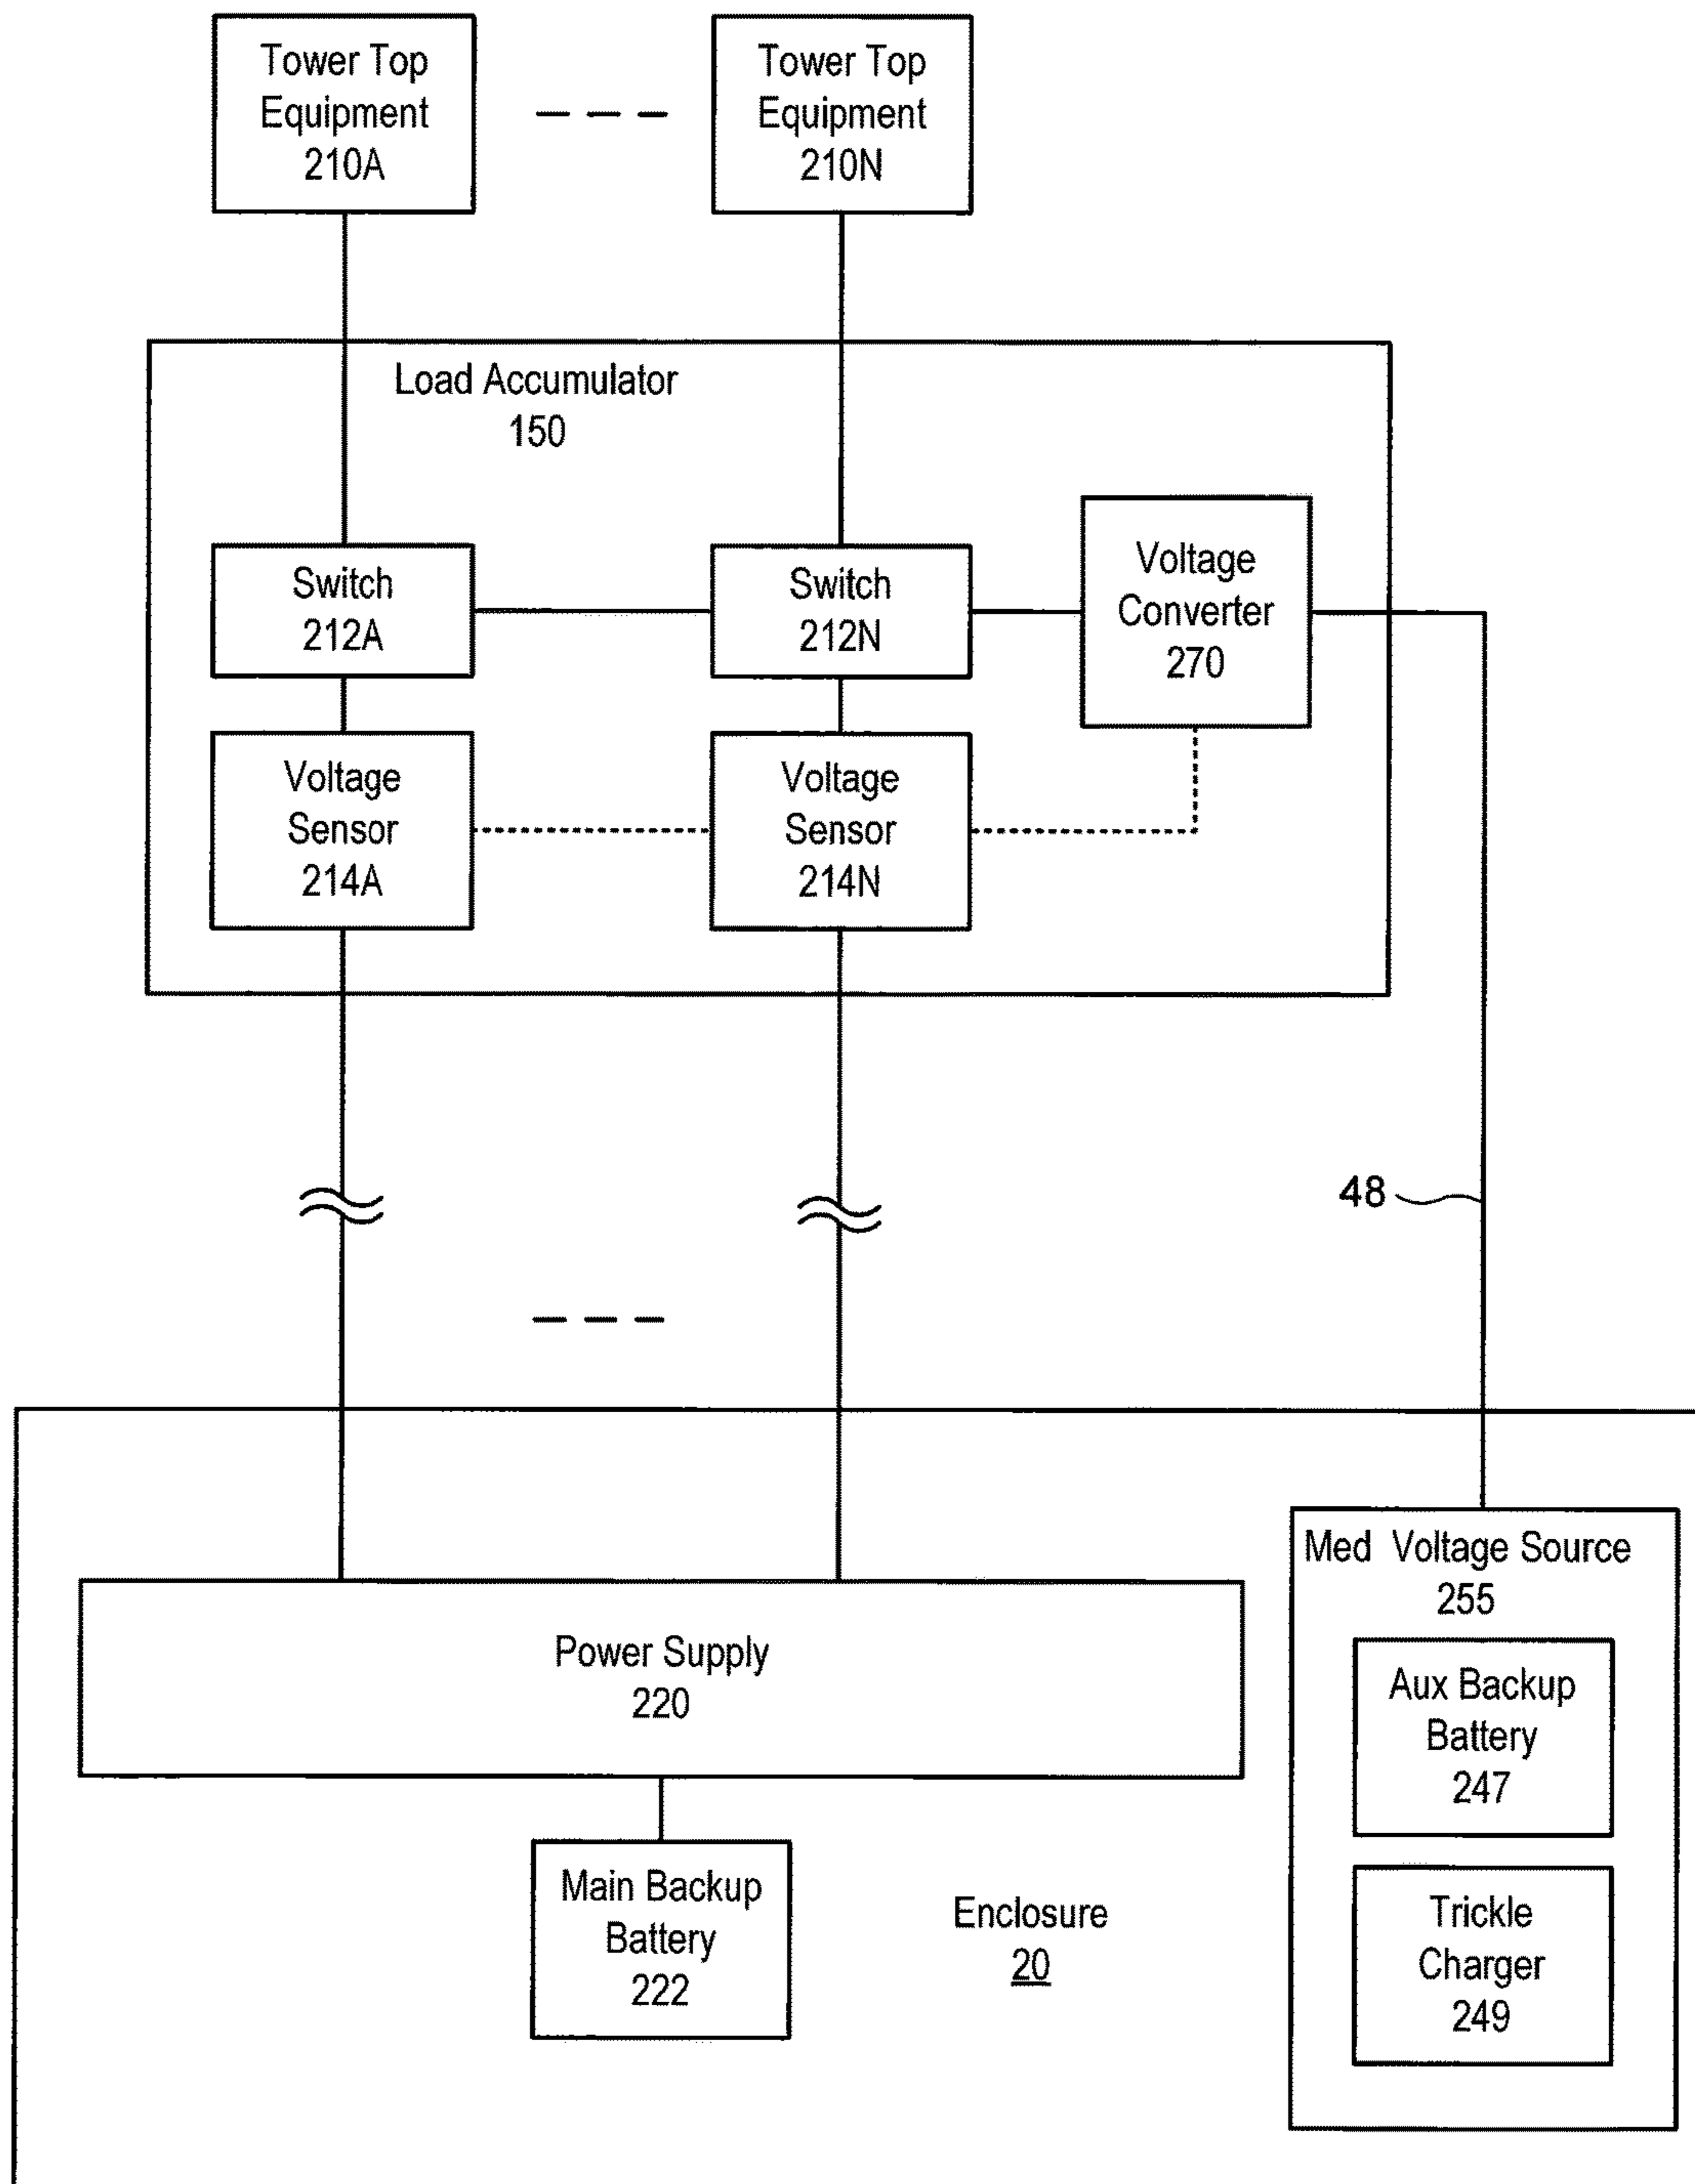 Tower Top
Equipment
210A
Tower Top
Equipment
210N
Load Accumulator
150
Switch
212A
Switch
212N
Voltage
Converter
270
Voltage
Sensor
214A
Voltage
Sensor
214N
48
Med Voltage Source
255
Power Supply
220
Aux Backup
Battery
247
Main Backup
Battery
222
Enclosure
20
Trickle
Charger
249